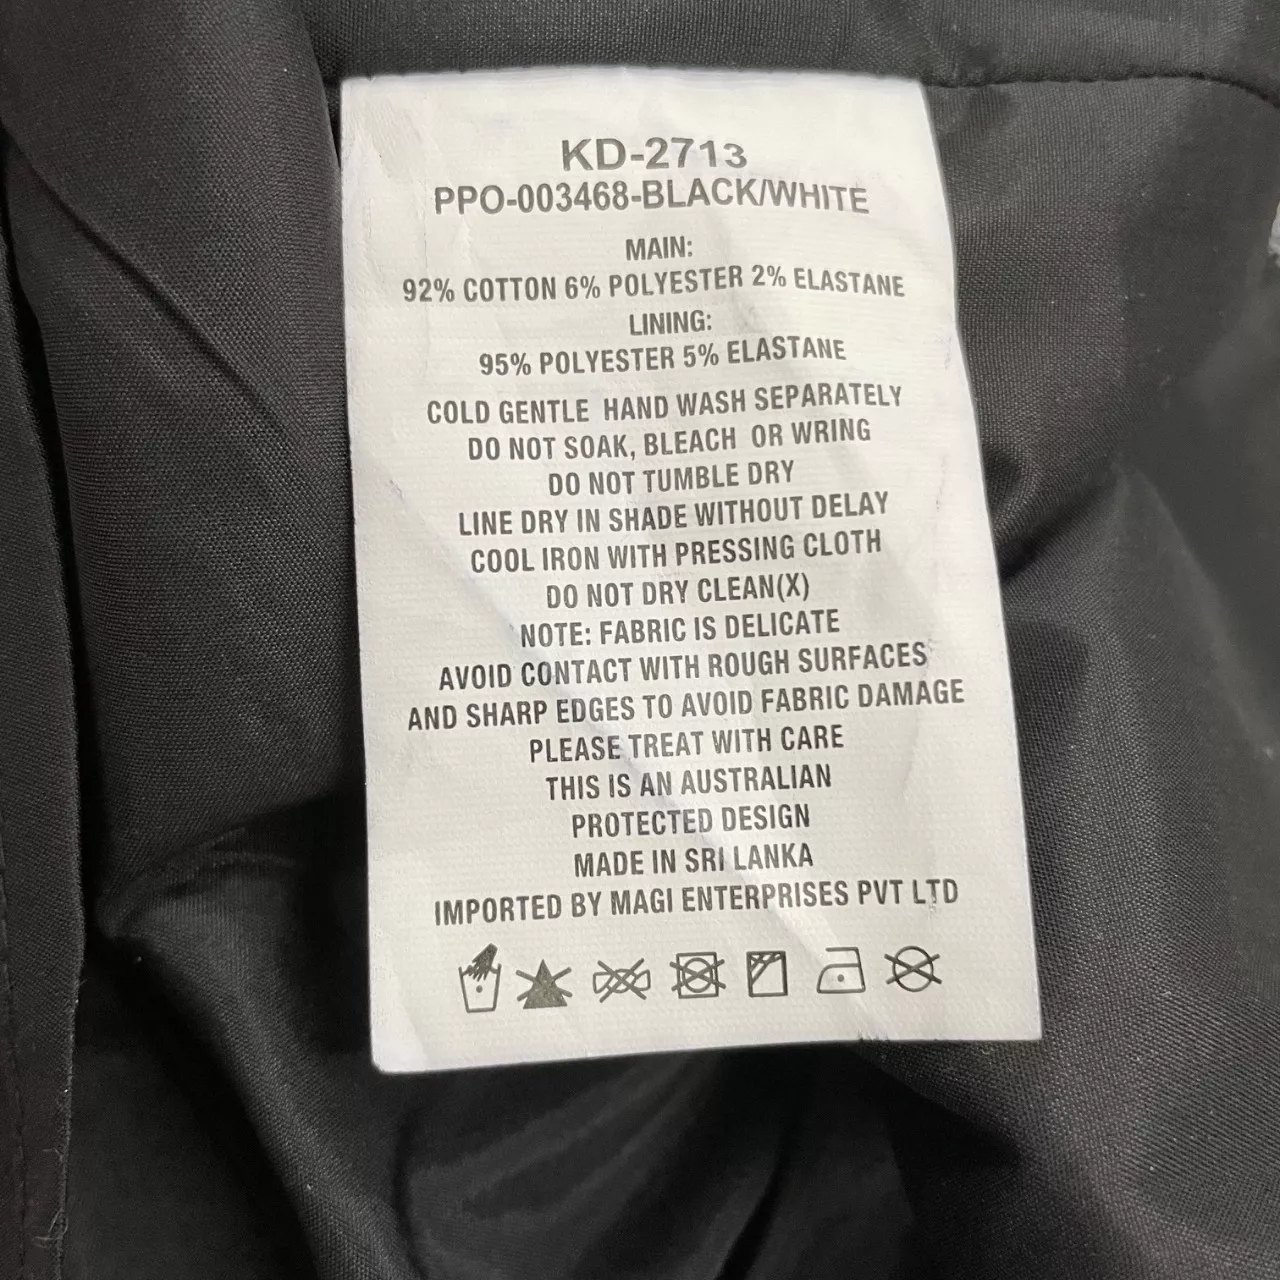 KD-2713
PPO-003468-BLACK/WHITE
MAIN:
92% COTTON 6% POLYESTER 2% ELASTANE
LINING:
95% POLYESTER 5% ELASTANE
COLD GENTLE HAND WASH SEPARATELY
DO NOT SOAK, BLEACH OR WRING
DO NOT TUMBLE DRY
LINE DRY IN SHADE WITHOUT DELAY
COOL IRON WITH PRESSING CLOTH
DO NOT DRY CLEAN(X)
NOTE: FABRIC IS DELICATE
AVOID CONTACT WITH ROUGH SURFACES
AND SHARP EDGES TO AVOID FABRIC DAMAGE
PLEASE TREAT WITH CARE
THIS IS AN AUSTRALIAN
PROTECTED DESIGN
MADE IN SRI LANKA
IMPORTED BY MAGI ENTERPRISES PVT LTD